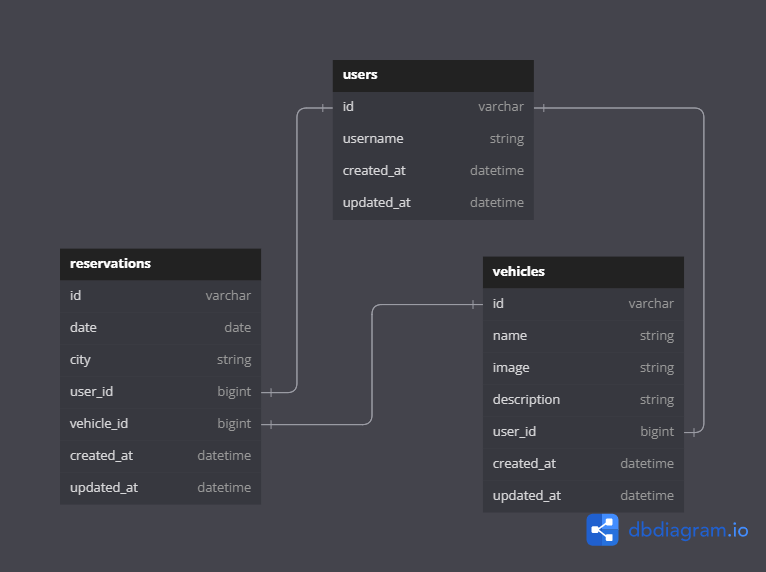 users
id varchar
username string
created_at datetime
updated_at datetime
reservations
id varchar
date date
city string
user_id bigint
vehicle_id bigint
created_at datetime
updated_at datetime
vehicles
id varchar
name string
image string
description string
user_id bigint
created_at datetime
updated_at datetime
dbdiagram.io